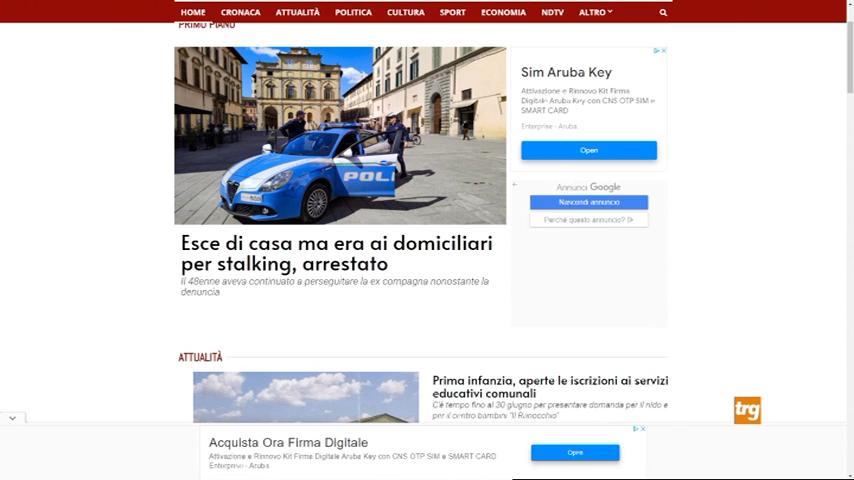 HOME CRONACA ATTUALITÀ POLITICA CULTURA SPORT ECONOMIA NDTV ALTRO
PRIMO PIANO
POLI
Esce di casa ma era ai domiciliari
per stalking, arrestato
Il 48enne aveva continuato a perseguitare la ex compagna nonostante la
denuncia
Sim Aruba Key
Attivazione e Rinnovo Kit Firma
Digitale Aruba Key con CNS OTP SIM e
SMART CARD
Enterprise - Aruba
Open
Annunci Google
Nascondi annuncio
Perché questo annuncio?
ATTUALITÀ
Prima infanzia, aperte le iscrizioni ai servizi
educativi comunali
C'è tempo fino al 30 giugno per presentare domanda per il nido e
per il centro bambini "Il
trg
Acquista Ora Firma Digitale
Attivazione e Rinnovo Kit Firma Digitale Aruba Key con CNS OTP SIM e SMART CARD
Enterprise - Aruba
Open